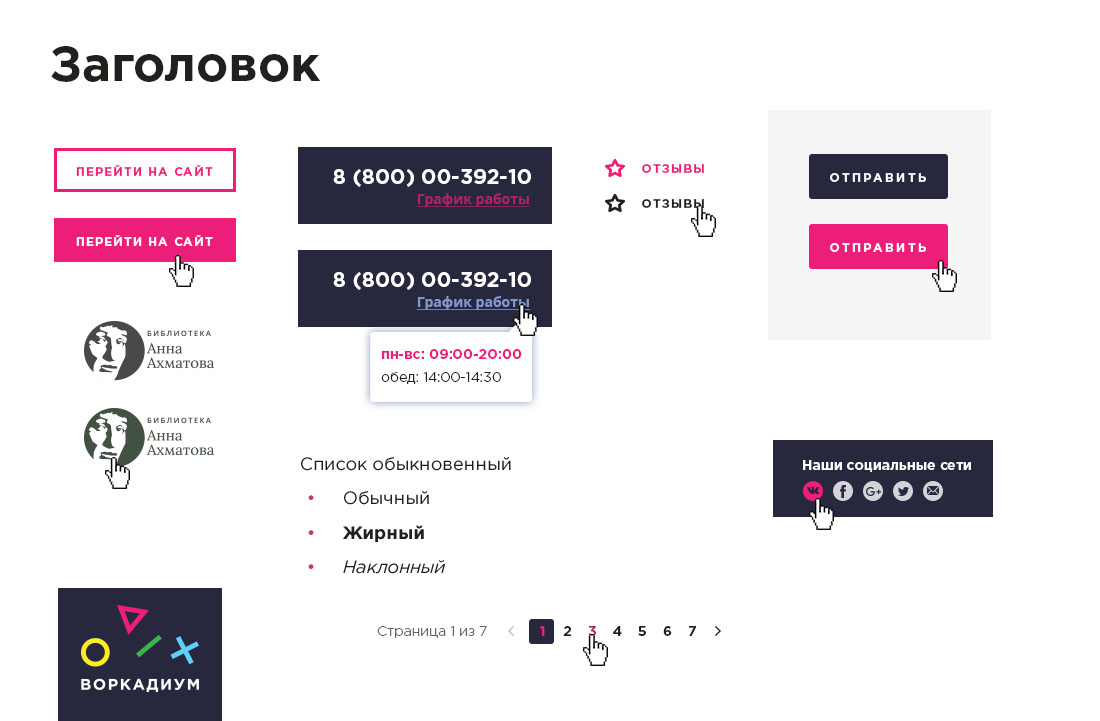 Заголовок
ПЕРЕЙТИ НА САЙТ
ПЕРЕЙТИ НА САЙТ
БИБЛИОТЕКА
Анна
Ахматова
БИБЛИОТЕКА
Анна
Ахматова
ВОРКАДИУМ
8 (800) 00-392-10
График работы
8 (800) 00-392-10
График работы
пн-вс: 09:00-20:00
обед: 14:00-14:30
Список обыкновенный
• Обычный
• Жирный
• Наклонный
Страница 1 из 7 < 1 2 3 4 5 6 7 >
ОТЗЫВЫ
ОТЗЫВЫ
ОТПРАВИТЬ
ОТПРАВИТЬ
Наши социальные сети